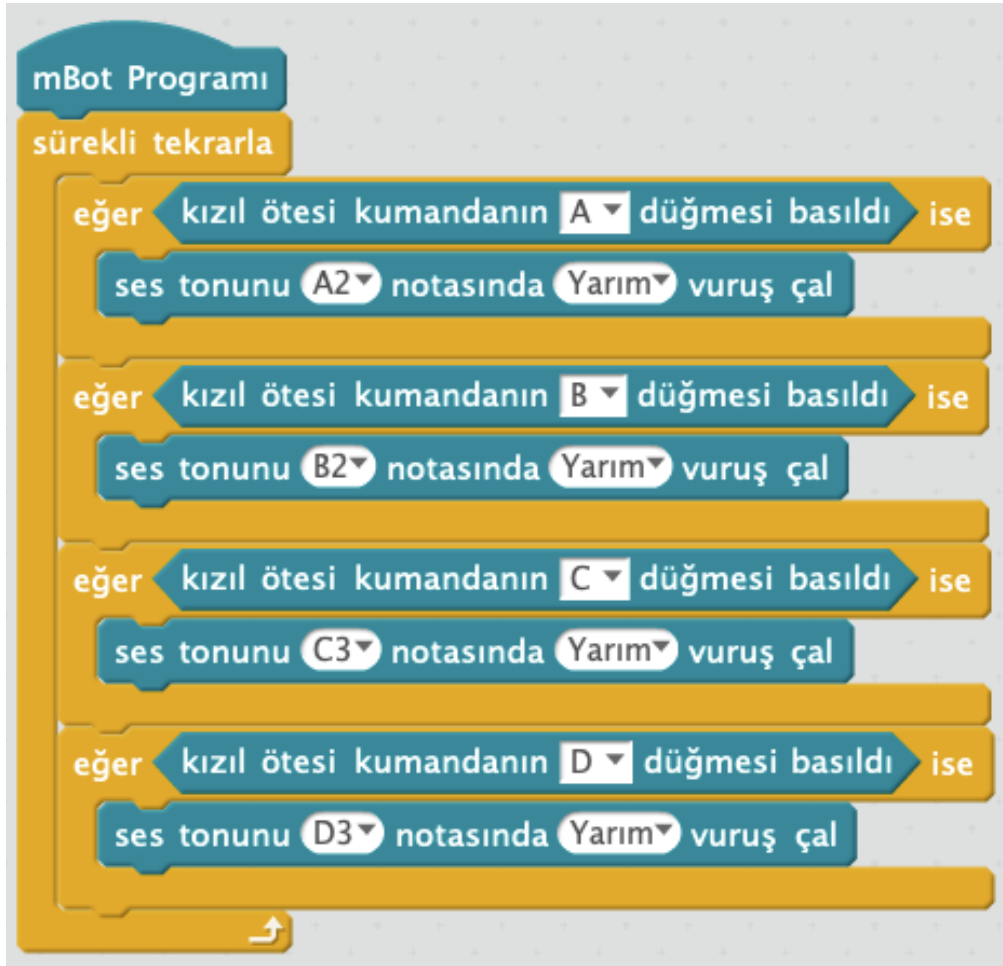 mBot Programı
sürekli tekrarla
eğer kızıl ötesi kumandanın A düğmesi basıldı ise
ses tonunu A2 notasında Yarım vuruş çal
eğer kızıl ötesi kumandanın B düğmesi basıldı ise
ses tonunu B2 notasında Yarım vuruş çal
eğer kızıl ötesi kumandanın C düğmesi basıldı ise
ses tonunu C3 notasında Yarım vuruş çal
eğer kızıl ötesi kumandanın D düğmesi basıldı ise
ses tonunu D3 notasında Yarım vuruş çal